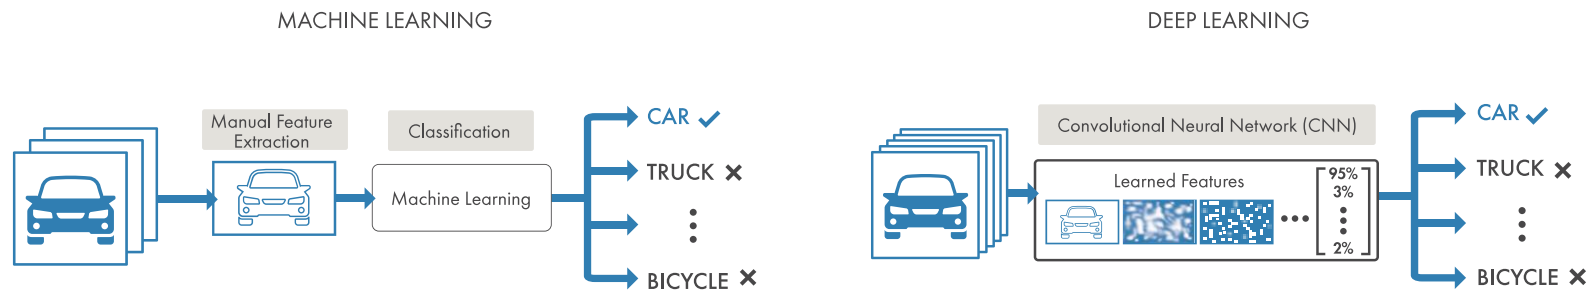 MACHINE LEARNING
Manual Feature
Extraction
Classification
Machine Learning
CAR
TRUCK
BICYCLE
DEEP LEARNING
Convolutional Neural Network (CNN)
Learned Features
95%
3%
2%
CAR
TRUCK
BICYCLE